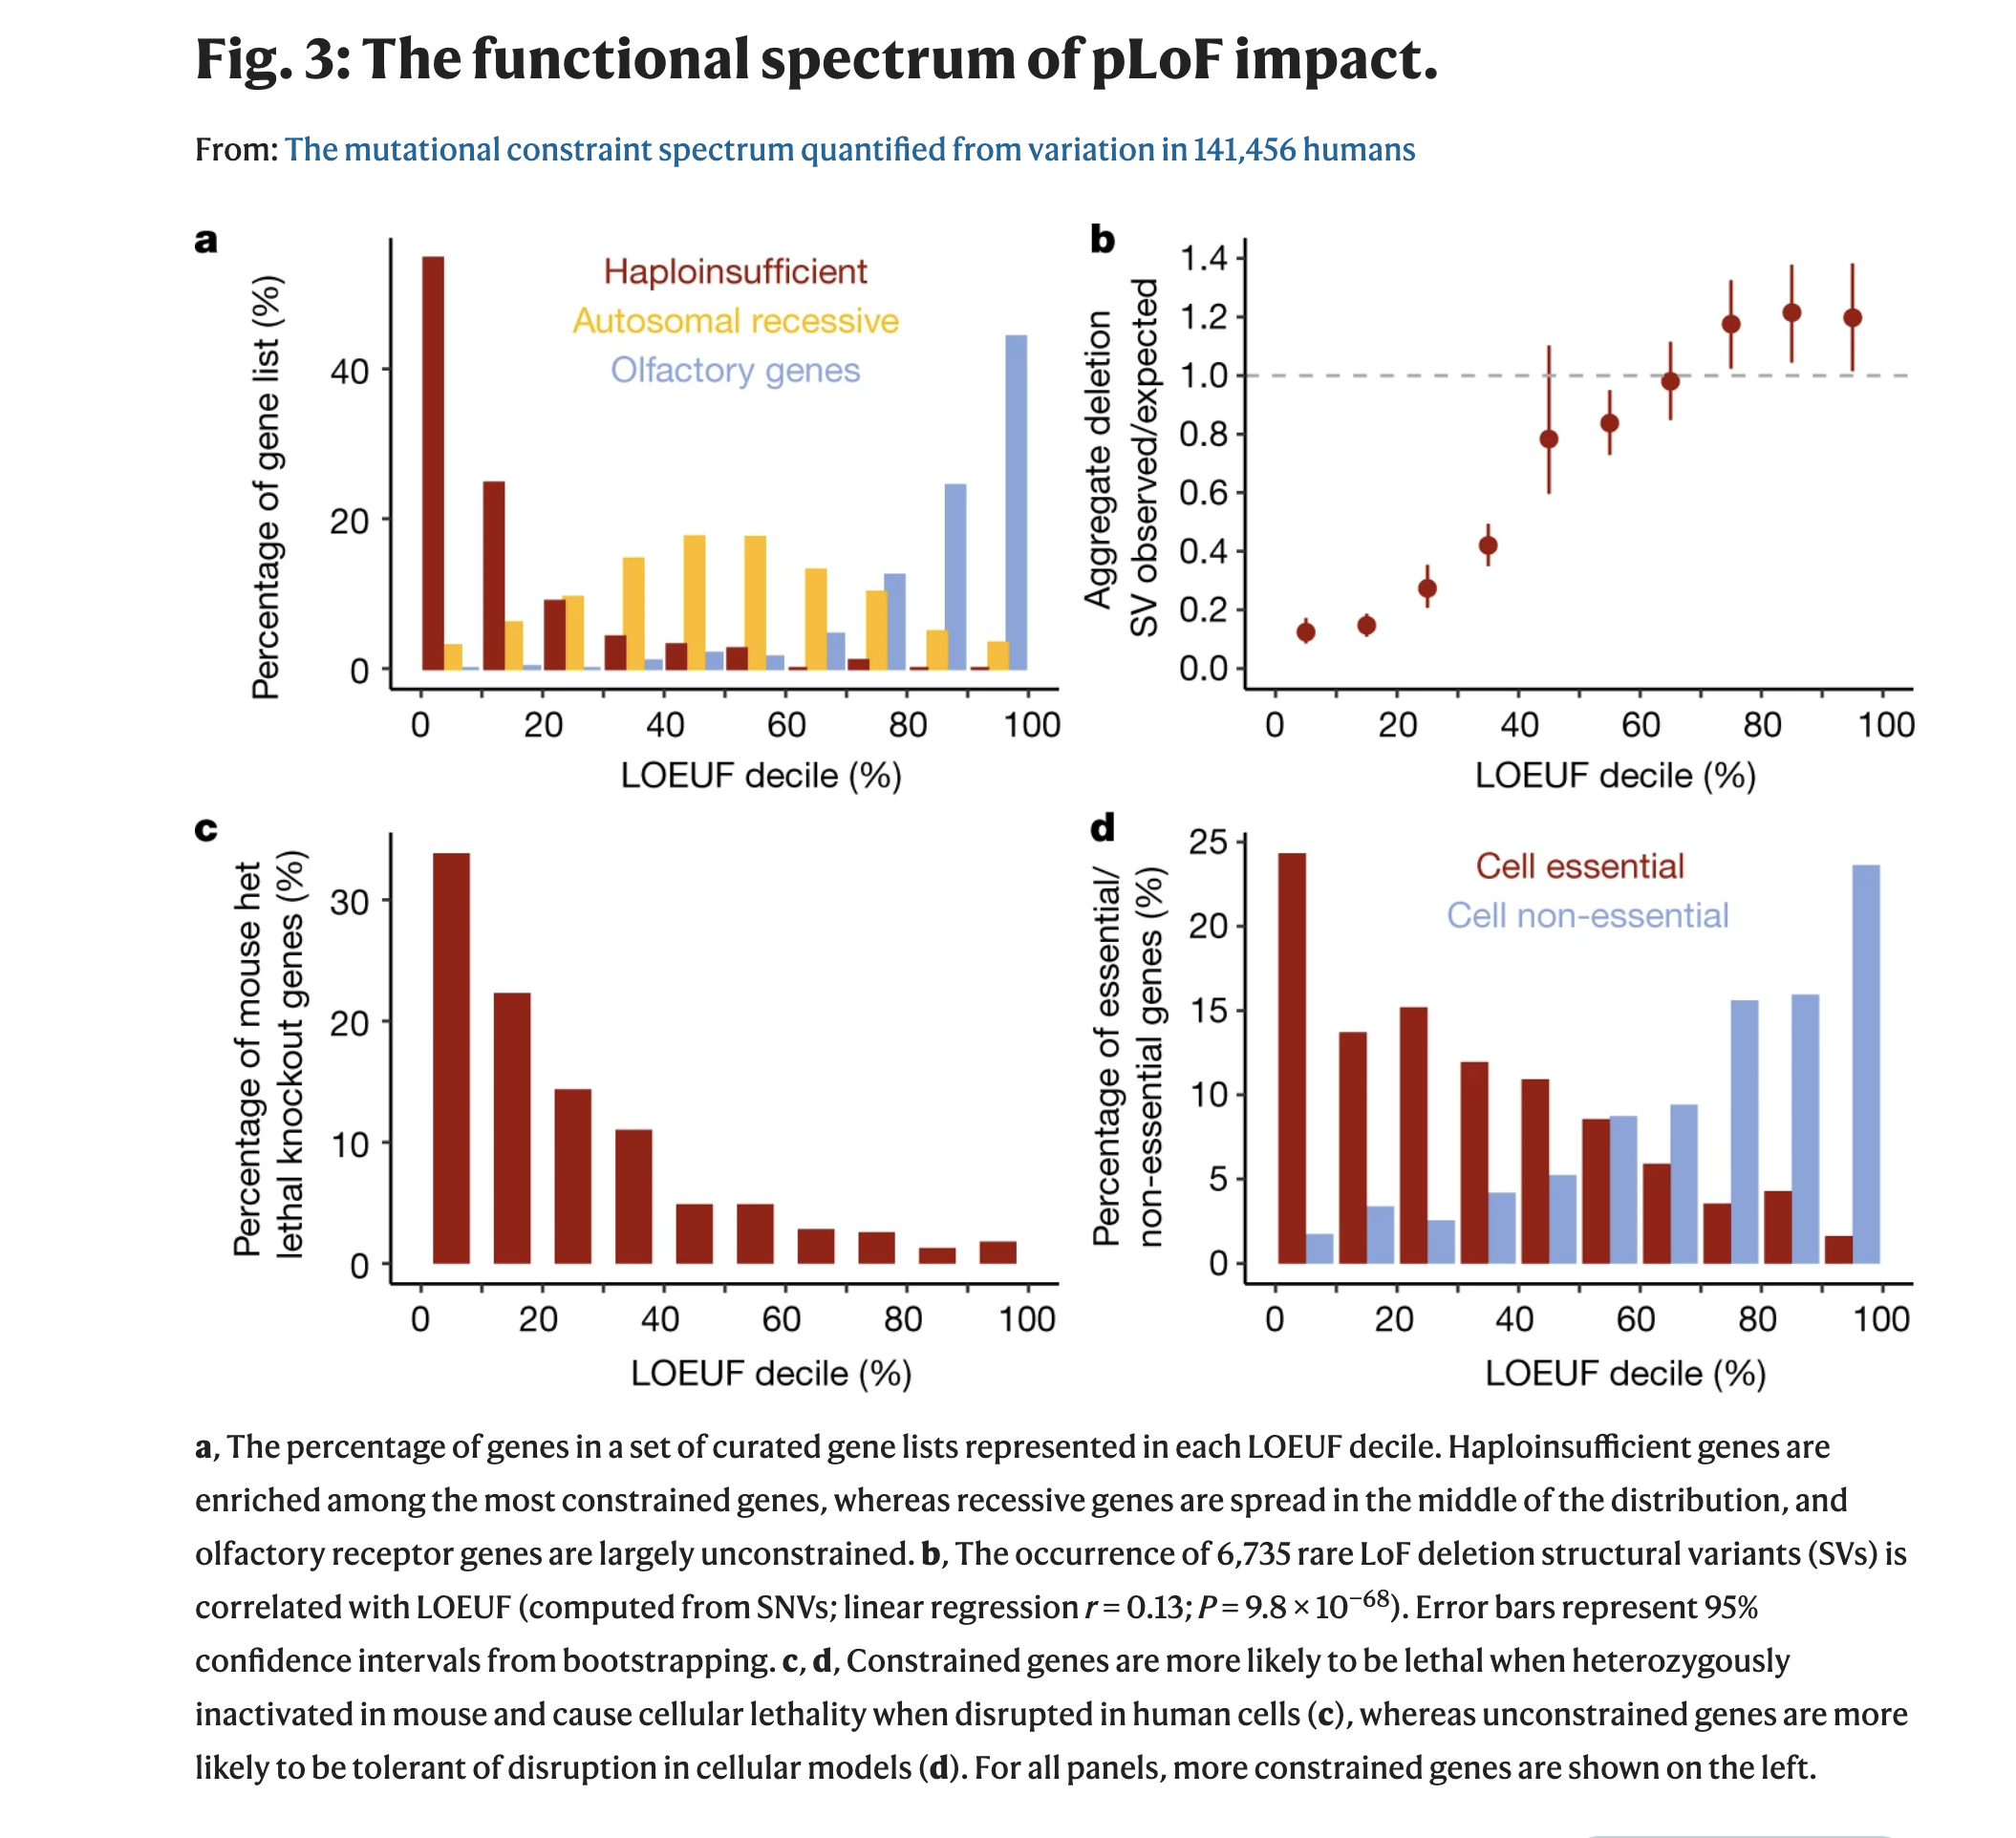 Fig. 3: The functional spectrum of pLoF impact.
From: The mutational constraint spectrum quantified from variation in 141,456 humans
a
Percentage of gene list (%)
40
20
0
Haploinsufficient
Autosomal recessive
Olfactory genes
0 20 40 60 80 100
LOEUF decile (%)
b
Aggregate deletion
SV observed/expected
1.4
1.2
1.0
0.8
0.6
0.4
0.2
0.0
0 20 40 60 80 100
LOEUF decile (%)
c
Percentage of mouse het
lethal knockout genes (%)
30
20
10
0
0 20 40 60 80 100
LOEUF decile (%)
d
Percentage of essential/
non-essential genes (%)
25
20
15
10
5
0
Cell essential
Cell non-essential
0 20 40 60 80 100
LOEUF decile (%)
a, The percentage of genes in a set of curated gene lists represented in each LOEUF decile. Haploinsufficient genes are
enriched among the most constrained genes, whereas recessive genes are spread in the middle of the distribution, and
olfactory receptor genes are largely unconstrained. b, The occurrence of 6,735 rare LoF deletion structural variants (SVs) is
correlated with LOEUF (computed from SNVs; linear regression r = 0.13; P = 9.8 × 10⁻⁶⁸). Error bars represent 95%
confidence intervals from bootstrapping. c, d, Constrained genes are more likely to be lethal when heterozygously
inactivated in mouse and cause cellular lethality when disrupted in human cells (c), whereas unconstrained genes are more
likely to be tolerant of disruption in cellular models (d). For all panels, more constrained genes are shown on the left.